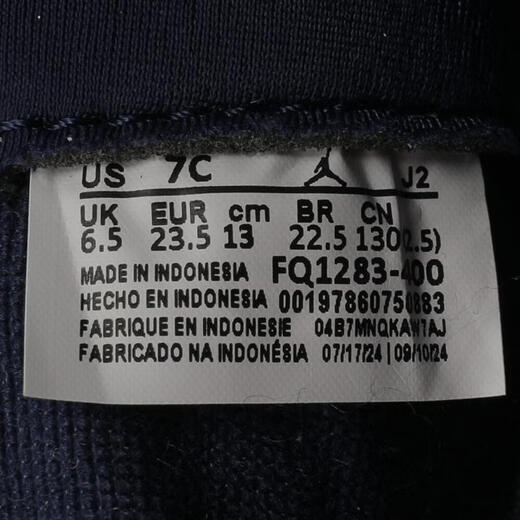 US 7C J2
UK EUR cm BR CN
6.5 23.5 13 22.5 130(2.5)
MADE IN INDONESIA FQ1283-400
HECHO EN INDONESIA 00197860750883
FABRIQUE EN INDONESIE 04B7MNQKAW7AJ
FABRICADO NA INDONÉSIA 07/17/24 | 09/10/24